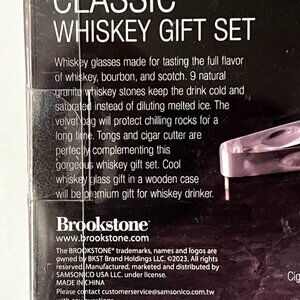 CLASSIC
WHISKEY GIFT SET
Whiskey glasses made for tasting the full flavor
of whiskey, bourbon, and scotch. 9 natural
granite whiskey stones keep the drink cold and
saturated instead of diluting melted ice. The
velvet bag will protect chilling rocks for a
long time. Tongs and cigar cutter are
perfectly complementing this
gorgeous whiskey gift set. Cool
whiskey glass gift in a wooden case
will be premium gift for whiskey drinker.
Brookstone
www.brookstone.com
The BROOKSTONE® trademarks, names and logos are
owned by BKST Brand Holdings LLC. ©2023. All rights
reserved. Manufactured, marketed and distributed by
SAMSONICO USA LLC. under license.
MADE IN CHINA
Please contact customerservice@samsonico.com
Cig